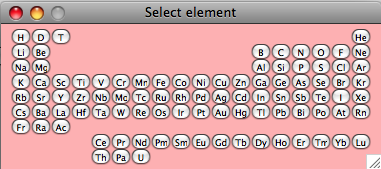 Select element
H D T He
Li Be B C N O F Ne
Na Mg Al Si P S Cl Ar
K Ca Sc Ti V Cr Mn Fe Co Ni Cu Zn Ga Ge As Se Br Kr
Rb Sr Y Zr Nb Mo Tc Ru Rh Pd Ag Cd In Sn Sb Te I Xe
Cs Ba La Hf Ta W Re Os Ir Pt Au Hg Tl Pb Bi Po At Rn
Fr Ra Ac
Ce Pr Nd Pm Sm Eu Gd Tb Dy Ho Er Tm Yb Lu
Th Pa U